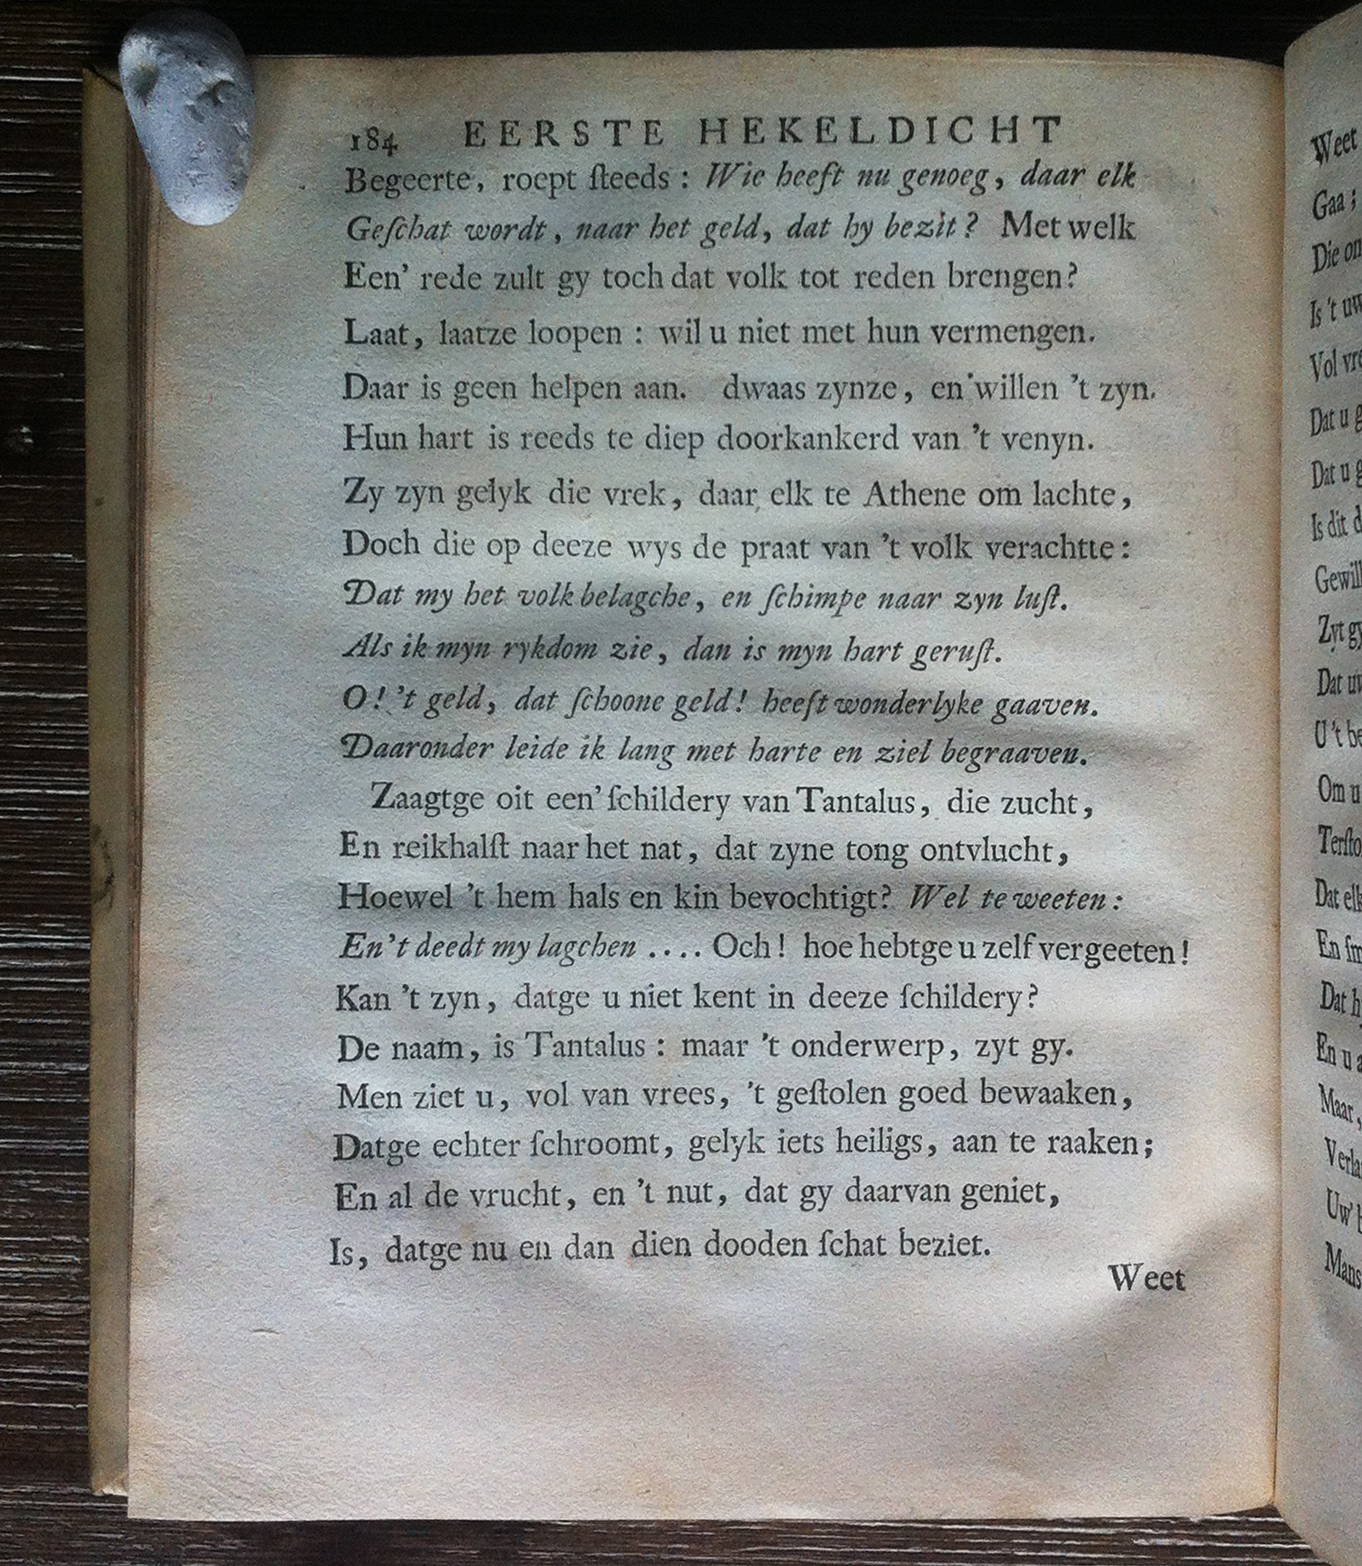 184 EERSTE HEKELDICHT
Begeerte, roept ſteeds : Wie heeft nu genoeg, daar elk
Geſchat wordt, naar het geld, dat hy bezit? Met welk
Een' rede zult gy toch dat volk tot reden brengen?
Laat, laatze loopen : wil u niet met hun vermengen.
Daar is geen helpen aan. dwaas zynze, en willen 't zyn.
Hun hart is reeds te diep doorkankerd van 't venyn.
Zy zyn gelyk die vrek, daar elk te Athene om lachte,
Doch die op deeze wys de praat van 't volk verachtte:
Dat my het volk belagche, en ſchimpe naar zyn luſt.
Als ik myn rykdom zie, dan is myn hart geruſt.
O! 't geld, dat ſchoone geld! heeft wonderlyke gaaven.
Daaronder leide ik lang met harte en ziel begraaven.
Zaagtge oit een' ſchildery van Tantalus, die zucht,
En reikhalſt naar het nat, dat zyne tong ontvlucht,
Hoewel 't hem hals en kin bevochtigt? Wel te weeten:
En't deedt my lagchen .... Och! hoe hebtge u zelf vergeeten!
Kan 't zyn, datge u niet kent in deeze ſchildery?
De naam, is Tantalus : maar 't onderwerp, zyt gy.
Men ziet u, vol van vrees, 't geſtolen goed bewaaken,
Datge echter ſchroomt, gelyk iets heiligs, aan te raaken;
En al de vrucht, en 't nut, dat gy daarvan geniet,
Is, datge nu en dan dien dooden ſchat beziet.
Weet
Weet
Gaa;
Die
Is 't
Vol
Dat u
Dat u
Is dit
Zyt
Dat
U 't
Om u
Dat
En
Dat
En u
Maar,
Uw'